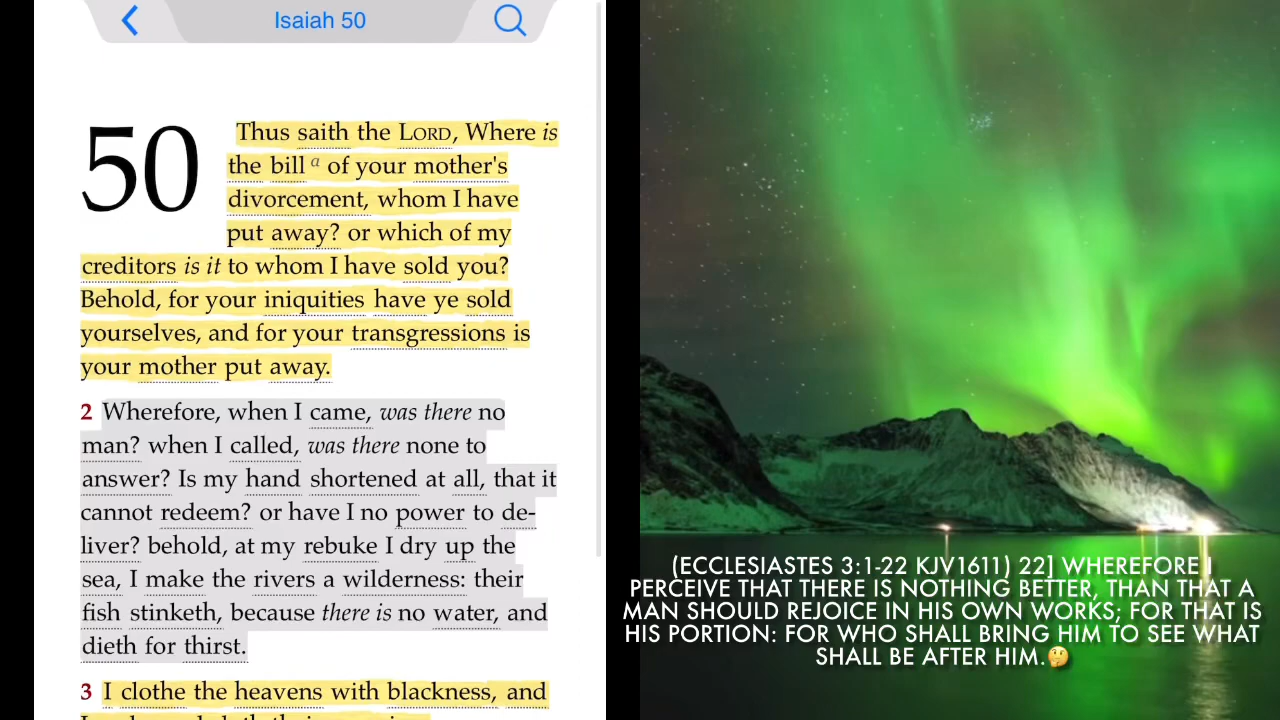 Isaiah 50
50
Thus saith the LORD, Where is
the bill a of your mother's
divorcement, whom I have
put away? or which of my
creditors is it to whom I have sold you?
Behold, for your iniquities have ye sold
yourselves, and for your transgressions is
your mother put away.
2 Wherefore, when I came, was there no
man? when I called, was there none to
answer? Is my hand shortened at all, that it
cannot redeem? or have I no power to de-
liver? behold, at my rebuke I dry up the
sea, I make the rivers a wilderness: their
fish stinketh, because there is no water, and
dieth for thirst.
3 I clothe the heavens with blackness, and
(ECCLESIASTES 3:1-22 KJV1611) 22] WHEREFORE I
PERCEIVE THAT THERE IS NOTHING BETTER, THAN THAT A
MAN SHOULD REJOICE IN HIS OWN WORKS; FOR THAT IS
HIS PORTION: FOR WHO SHALL BRING HIM TO SEE WHAT
SHALL BE AFTER HIM.🤔